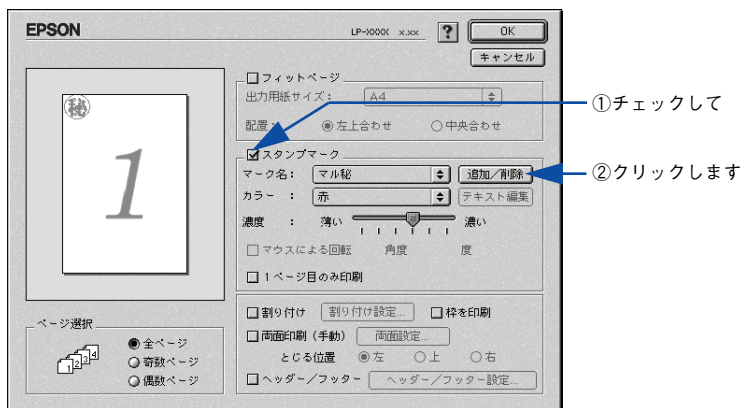 EPSON
LP-XXXX x.xx
?
OK
キャンセル
フィットページ
出力用紙サイズ： A4
配置： 左上合わせ 中央合わせ
①チェックして
スタンプマーク
マーク名： マル秘 追加／削除
②クリックします
カラー ： 赤 テキスト編集
濃度 ： 薄い 濃い
マウスによる回転 角度 度
1ページ目のみ印刷
秘
1
割り付け 割り付け設定... 枠を印刷
両面印刷（手動） 両面設定...
とじる位置 左 上 右
ヘッダー／フッター ヘッダー／フッター設定...
ページ選択
1 2 3 4
全ページ
奇数ページ
偶数ページ